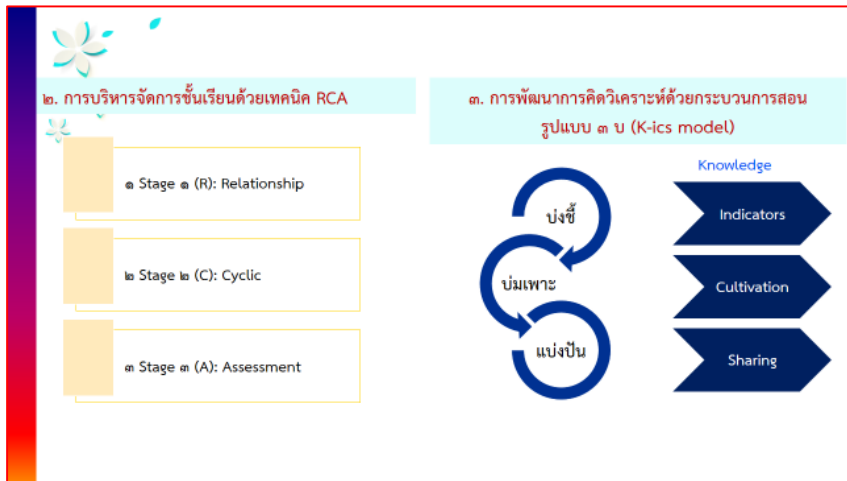 ๒. การบริหารจัดการชั้นเรียนด้วยเทคนิค RCA
๑ Stage ๑ (R): Relationship
๒ Stage ๒ (C): Cyclic
๓ Stage ๓ (A): Assessment
๓. การพัฒนาการคิดวิเคราะห์ด้วยกระบวนการสอน
รูปแบบ ๓ บ (K-ics model)
บ่งชี้
บ่มเพาะ
แบ่งปัน
Knowledge
Indicators
Cultivation
Sharing